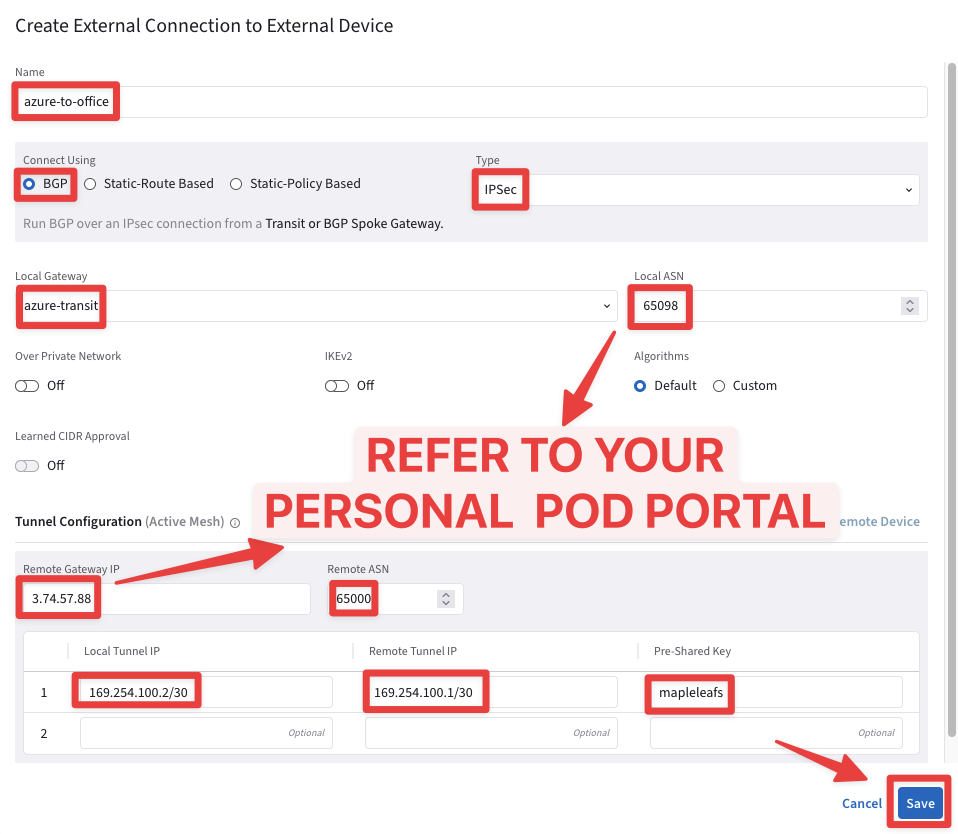 Create External Connection to External Device
Name
azure-to-office
Connect Using
Type
BGP
Static-Route Based
Static-Policy Based
IPSec
Run BGP over an IPsec connection from a Transit or BGP Spoke Gateway.
Local Gateway
Local ASN
azure-transit
65098
Over Private Network
IKEv2
Algorithms
Off
Off
Default
Custom
Learned CIDR Approval
Off
REFER TO YOUR
PERSONAL POD PORTAL
Tunnel Configuration (Active Mesh)
emote Device
Remote Gateway IP
Remote ASN
3.74.57.88
65000
Local Tunnel IP
Remote Tunnel IP
Pre-Shared Key
1
169.254.100.2/30
169.254.100.1/30
mapleleafs
2
Optional
Optional
Optional
Cancel
Save